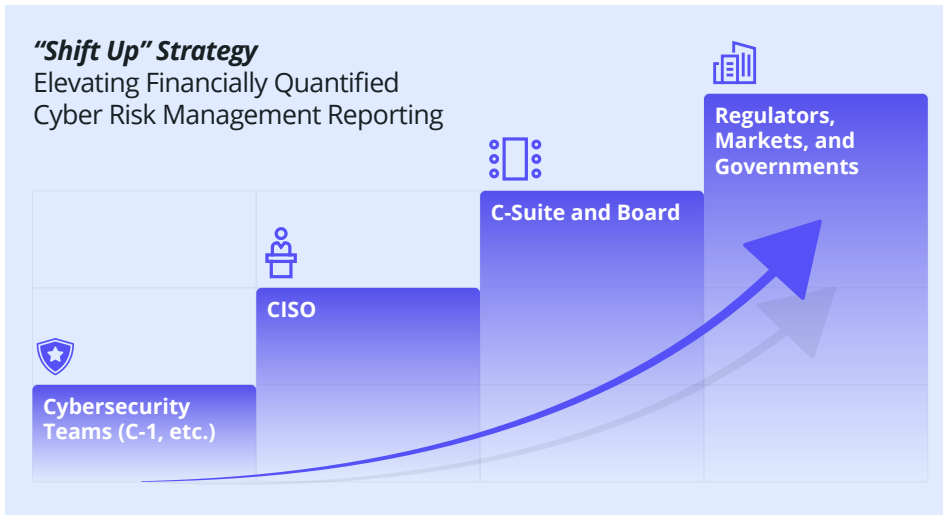 “Shift Up” Strategy
Elevating Financially Quantified
Cyber Risk Management Reporting
Regulators,
Markets, and
Governments
C-Suite and Board
CISO
Cybersecurity
Teams (C-1, etc.)